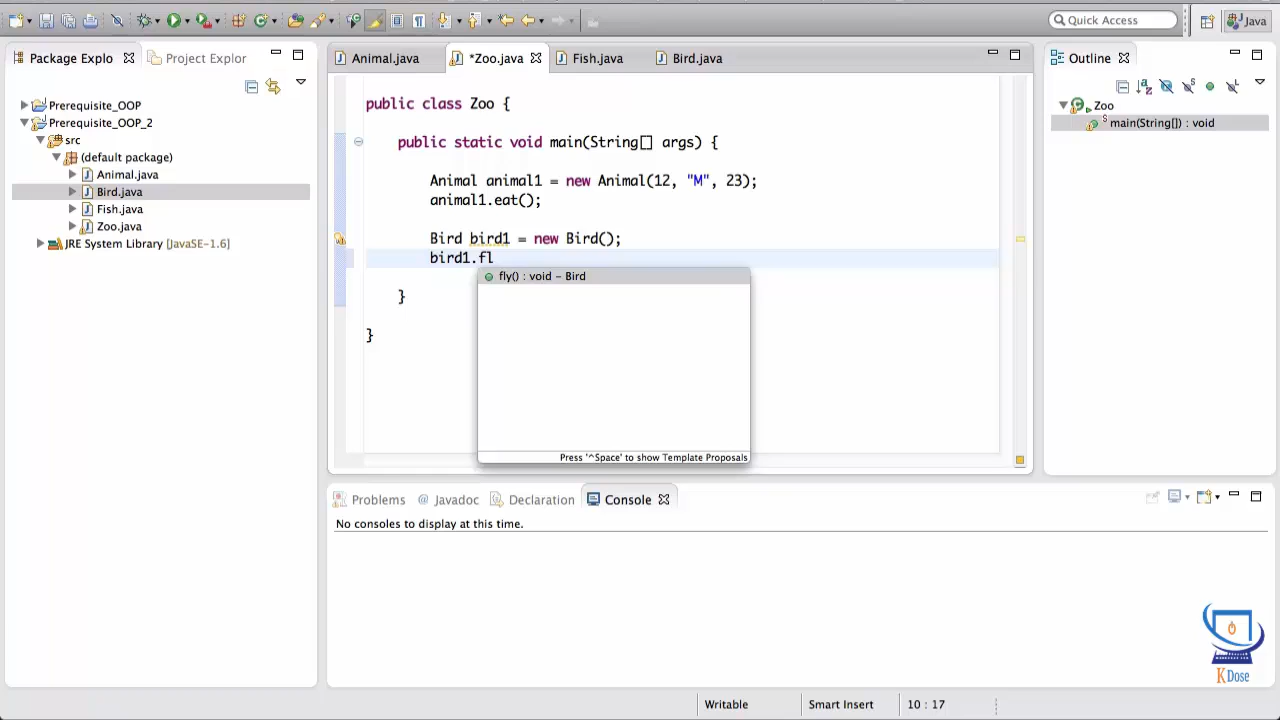 Quick Access
Java
Package Explo
Project Explor
Prerequisite_OOP
Prerequisite_OOP_2
src
(default package)
Animal.java
Bird.java
Fish.java
Zoo.java
JRE System Library [JavaSE-1.6]
Animal.java
*Zoo.java
Fish.java
Bird.java
public class Zoo {
public static void main(String[] args) {
Animal animal1 = new Animal(12, "M", 23);
animal1.eat();
Bird bird1 = new Bird();
bird1.fl
fly() : void - Bird
}
}
Press '^Space' to show Template Proposals
Outline
Zoo
main(String[]) : void
Problems
Javadoc
Declaration
Console
No consoles to display at this time.
K Dose
Writable
Smart Insert
10 : 17